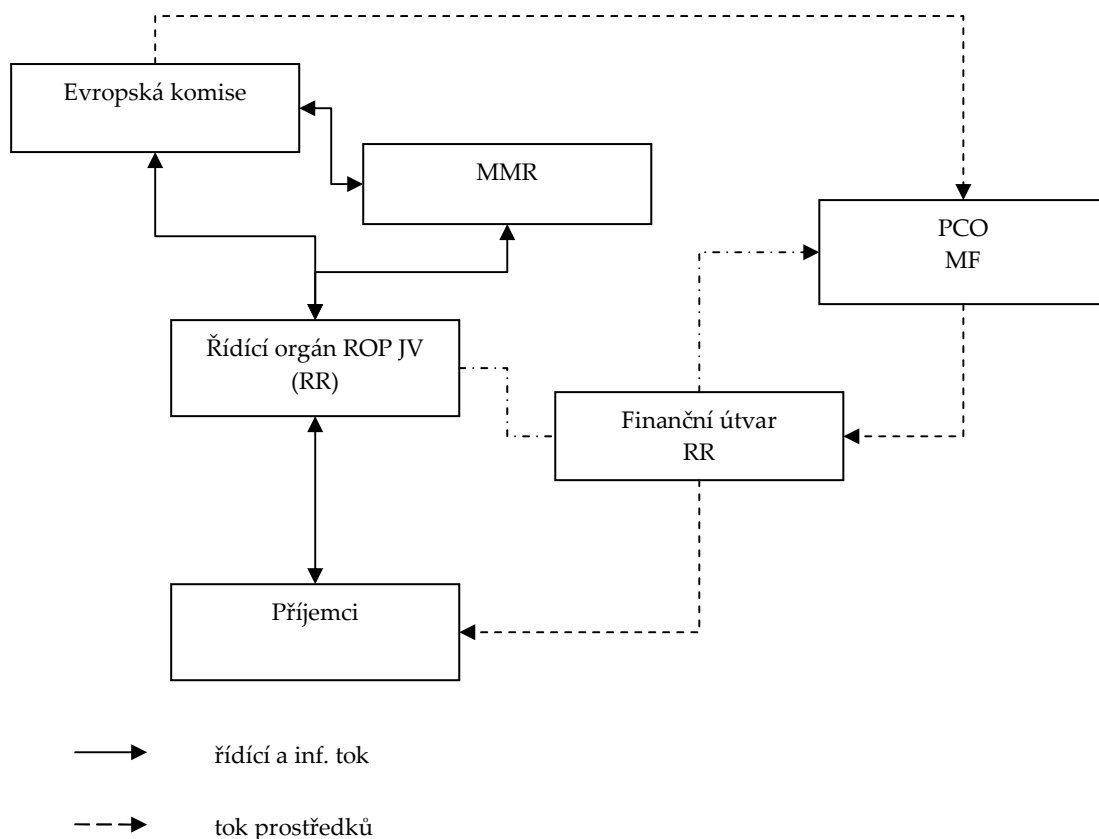 Evropská komise
MMR
PCO
MF
Řídící orgán ROP JV
(RR)
Finanční útvar
RR
Příjemci
řídící a inf. tok
tok prostředků